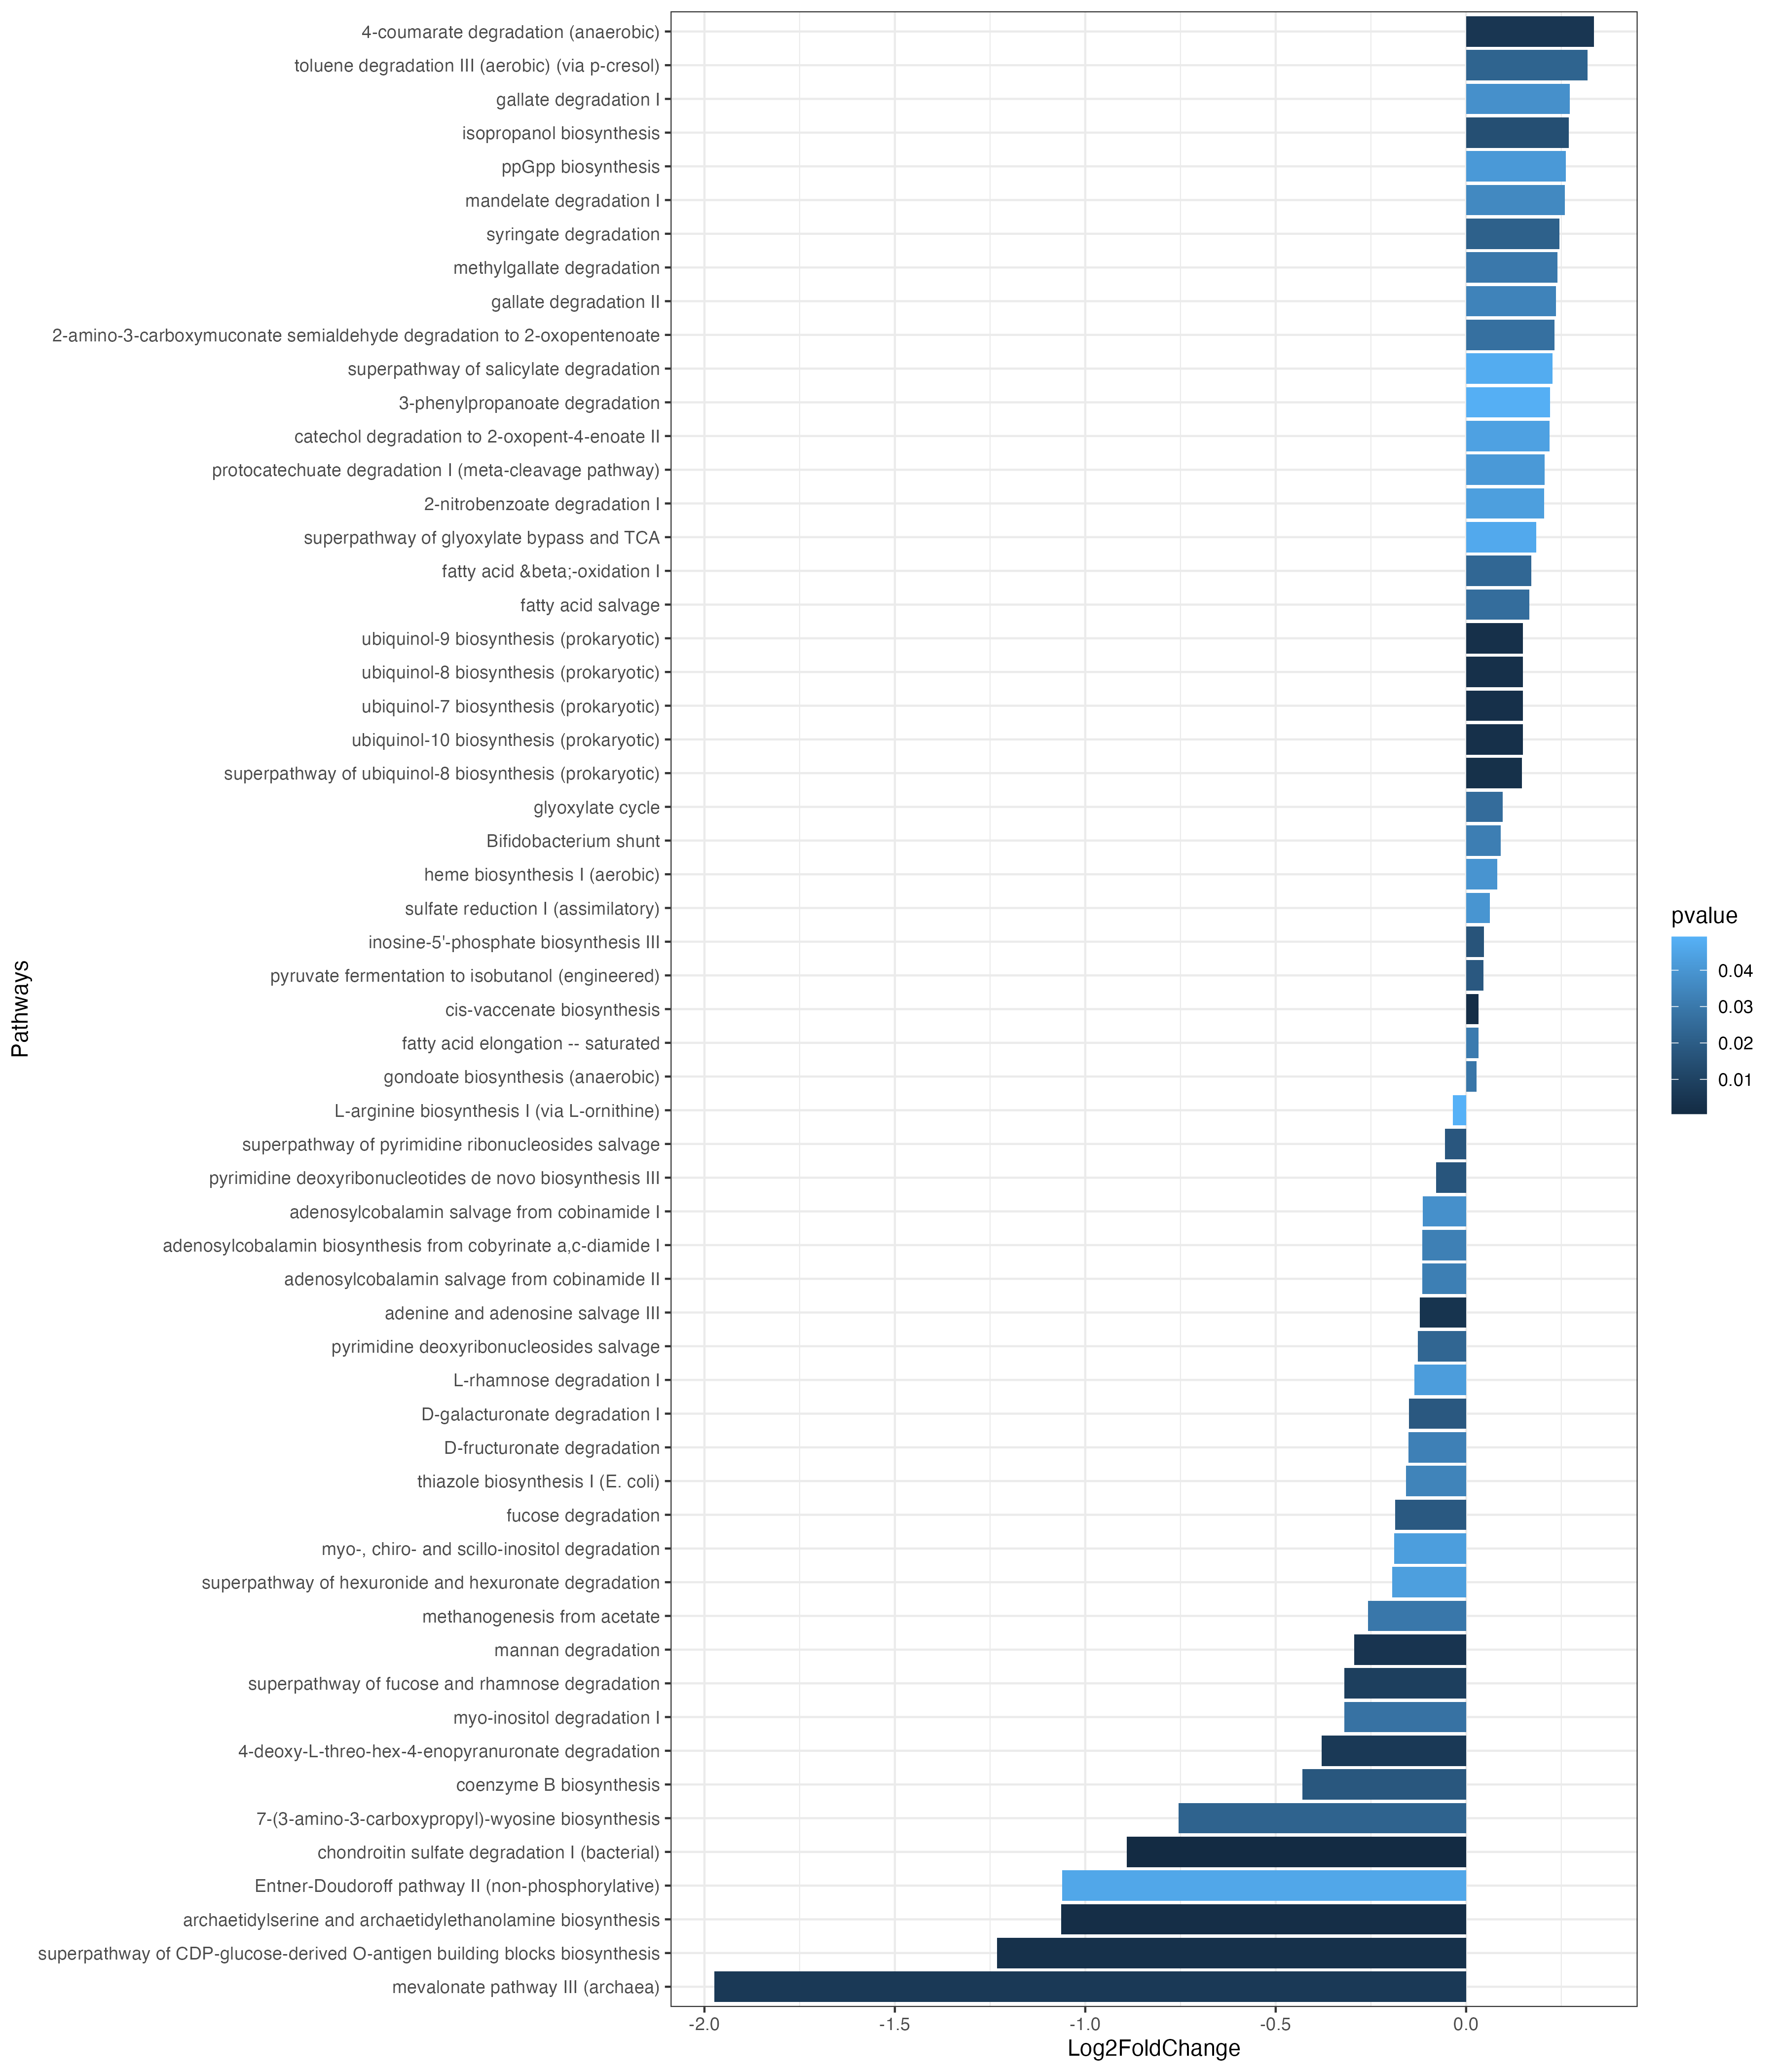 4-coumarate degradation (anaerobic)
toluene degradation III (aerobic) (via p-cresol)
gallate degradation I
isopropanol biosynthesis
ppGpp biosynthesis
mandelate degradation I
syringate degradation
methylgallate degradation
gallate degradation II
2-amino-3-carboxymuconate semialdehyde degradation to 2-oxopentenoate
superpathway of salicylate degradation
3-phenylpropanoate degradation
catechol degradation to 2-oxopent-4-enoate II
protocatechuate degradation I (meta-cleavage pathway)
2-nitrobenzoate degradation I
superpathway of glyoxylate bypass and TCA
fatty acid &beta;-oxidation I
fatty acid salvage
ubiquinol-9 biosynthesis (prokaryotic)
ubiquinol-8 biosynthesis (prokaryotic)
ubiquinol-7 biosynthesis (prokaryotic)
ubiquinol-10 biosynthesis (prokaryotic)
superpathway of ubiquinol-8 biosynthesis (prokaryotic)
glyoxylate cycle
Bifidobacterium shunt
heme biosynthesis I (aerobic)
sulfate reduction I (assimilatory)
inosine-5'-phosphate biosynthesis III
pyruvate fermentation to isobutanol (engineered)
cis-vaccenate biosynthesis
fatty acid elongation -- saturated
gondoate biosynthesis (anaerobic)
L-arginine biosynthesis I (via L-ornithine)
superpathway of pyrimidine ribonucleosides salvage
pyrimidine deoxyribonucleotides de novo biosynthesis III
adenosylcobalamin salvage from cobinamide I
adenosylcobalamin biosynthesis from cobyrinate a,c-diamide I
adenosylcobalamin salvage from cobinamide II
adenine and adenosine salvage III
pyrimidine deoxyribonucleosides salvage
L-rhamnose degradation I
D-galacturonate degradation I
D-fructuronate degradation
thiazole biosynthesis I (E. coli)
fucose degradation
myo-, chiro- and scillo-inositol degradation
superpathway of hexuronide and hexuronate degradation
methanogenesis from acetate
mannan degradation
superpathway of fucose and rhamnose degradation
myo-inositol degradation I
4-deoxy-L-threo-hex-4-enopyranuronate degradation
coenzyme B biosynthesis
7-(3-amino-3-carboxypropyl)-wyosine biosynthesis
chondroitin sulfate degradation I (bacterial)
Entner-Doudoroff pathway II (non-phosphorylative)
archaetidylserine and archaetidylethanolamine biosynthesis
superpathway of CDP-glucose-derived O-antigen building blocks biosynthesis
mevalonate pathway III (archaea)
Pathways
-2.0 -1.5 -1.0 -0.5 0.0
Log2FoldChange
pvalue
0.04
0.03
0.02
0.01